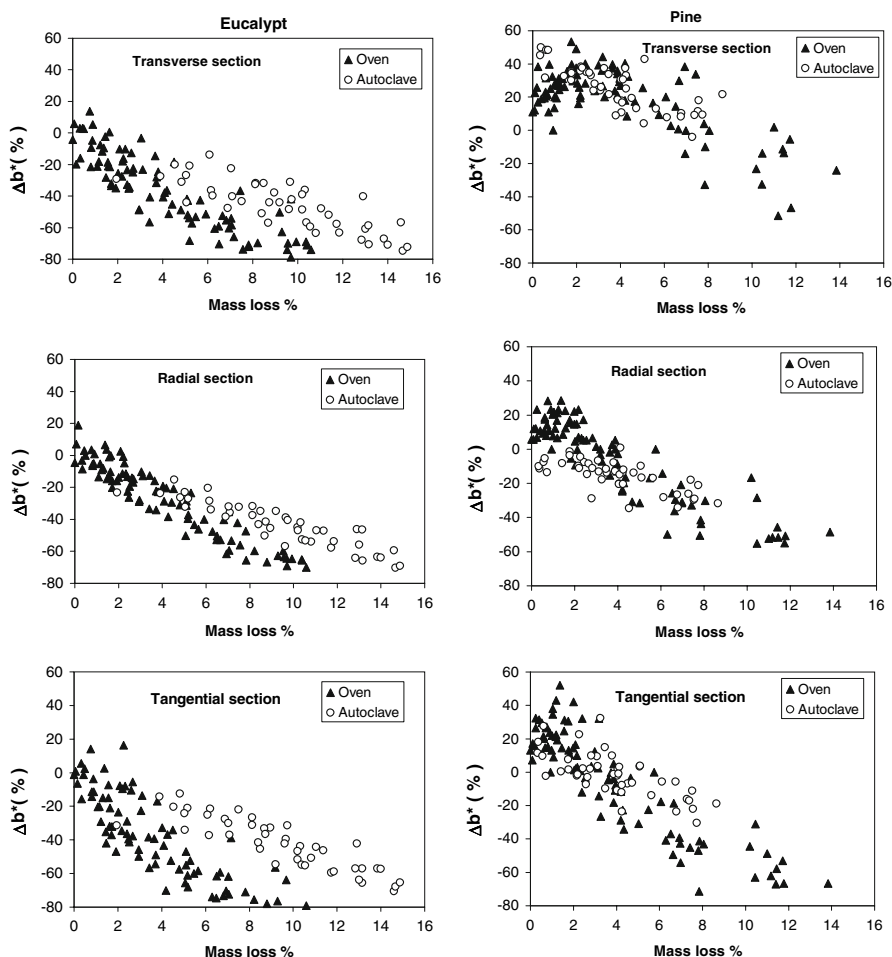 Eucalypt
Transverse section
▲ Oven
○ Autoclave
60
40
20
0
-20
-40
-60
-80
Δb*( %)
0 2 4 6 8 10 12 14 16
Mass loss %
Pine
Transverse section
▲ Oven
○ Autoclave
60
40
20
0
-20
-40
-60
-80
Δb*( % )
0 2 4 6 8 10 12 14 16
Mass loss %
Radial section
▲ Oven
○ Autoclave
60
40
20
0
-20
-40
-60
-80
Δb*( % )
0 2 4 6 8 10 12 14 16
Mass loss %
Radial section
▲ Oven
○ Autoclave
60
40
20
0
-20
-40
-60
-80
Δb*( % )
0 2 4 6 8 10 12 14 16
Mass loss %
Tangential section
▲ Oven
○ Autoclave
60
40
20
0
-20
-40
-60
-80
Δb*( % )
0 2 4 6 8 10 12 14 16
Mass loss %
Tangential section
▲ Oven
○ Autoclave
60
40
20
0
-20
-40
-60
-80
Δb*( % )
0 2 4 6 8 10 12 14 16
Mass loss %